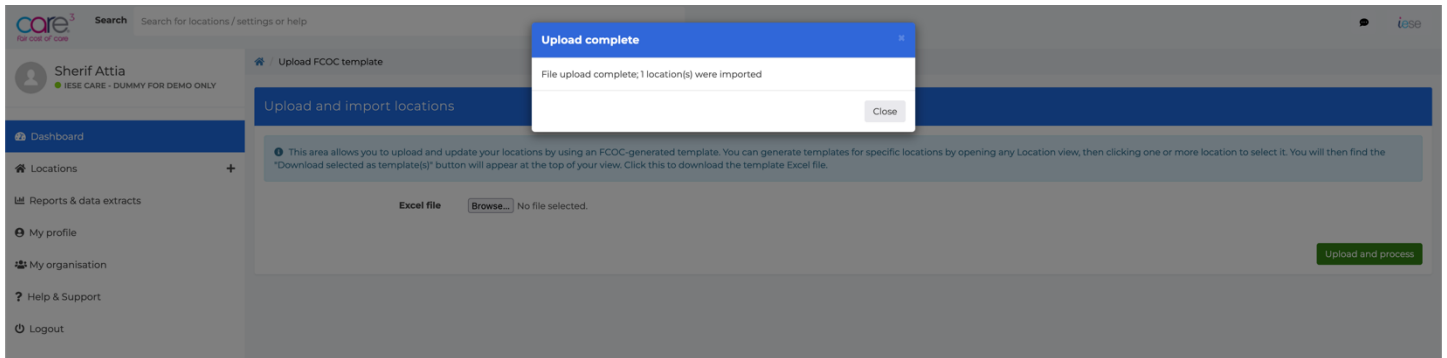 care3
fair cost of care
Search
Search for locations / settings or help
iese
Sherif Attia
IESE CARE - DUMMY FOR DEMO ONLY
Dashboard
Locations
+
Reports & data extracts
My profile
My organisation
? Help & Support
Logout
/ Upload FCOC template
Upload complete
×
File upload complete; 1 location(s) were imported
Close
Upload and import locations
This area allows you to upload and update your locations by using an FCOC-generated template. You can generate templates for specific locations by opening any Location view, then clicking one or more location to select it. You will then find the
"Download selected as template(s)" button will appear at the top of your view. Click this to download the template Excel file.
Excel file
Browse... No file selected.
Upload and process